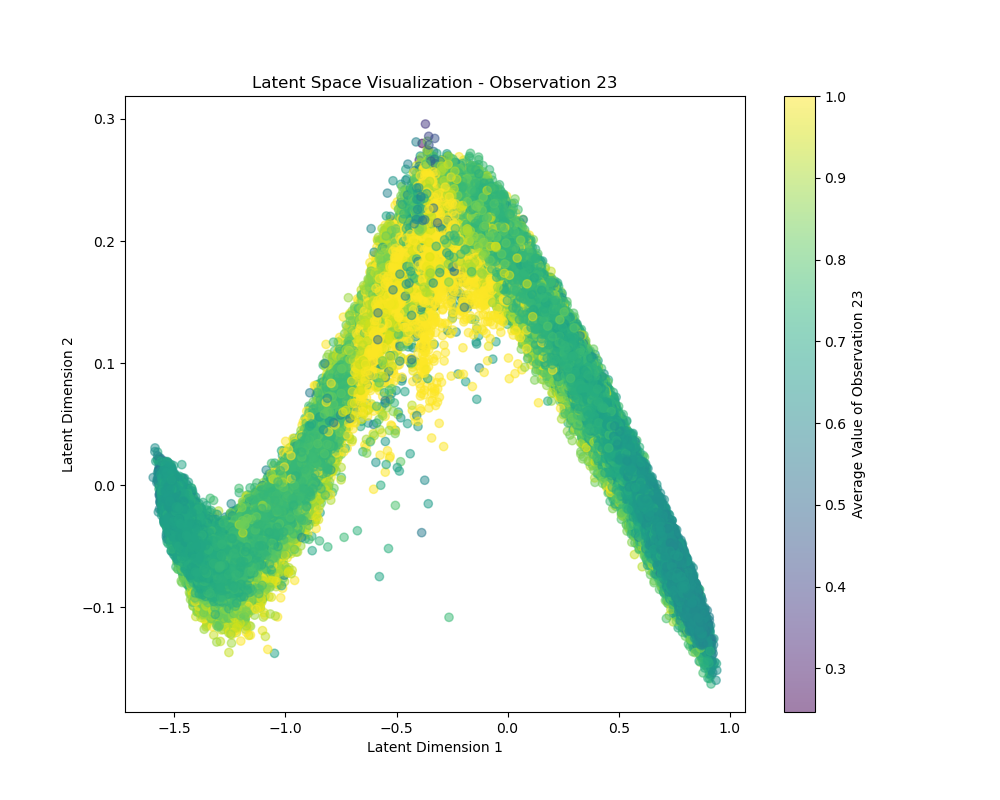 Latent Space Visualization - Observation 23
0.3
0.2
0.1
0.0
−0.1
Latent Dimension 2
−1.5 −1.0 −0.5 0.0 0.5 1.0
Latent Dimension 1
1.0
0.9
0.8
0.7
0.6
0.5
0.4
0.3
Average Value of Observation 23